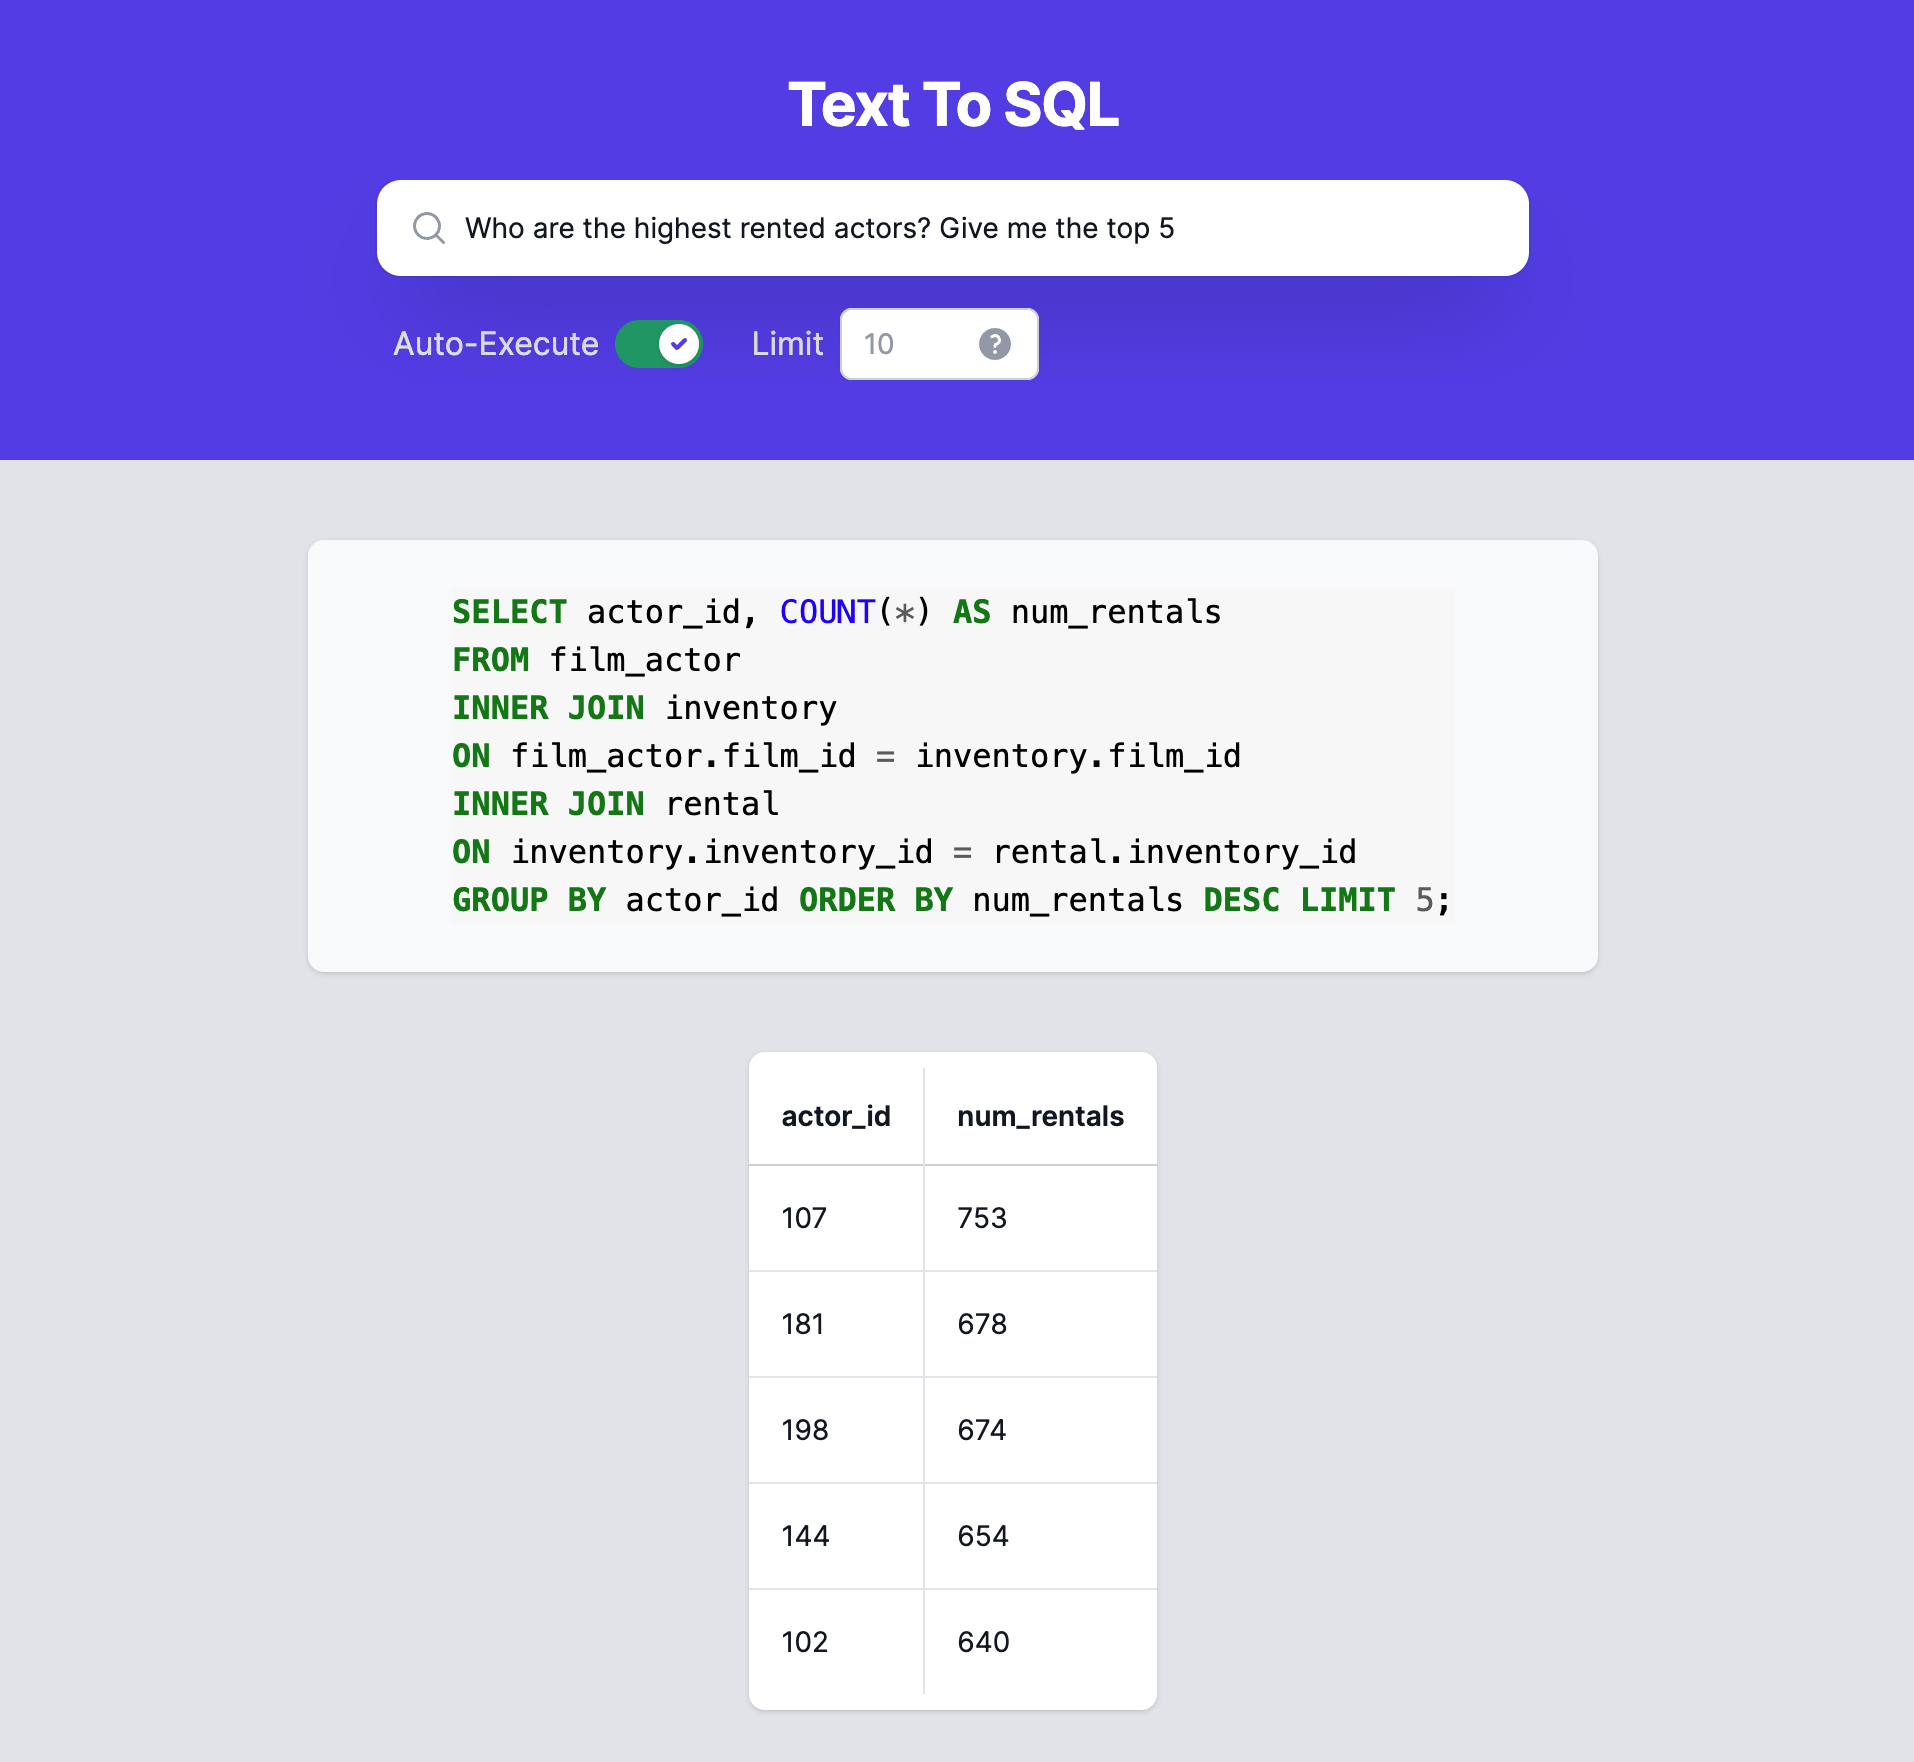 Text To SQL
Who are the highest rented actors? Give me the top 5
Auto-Execute Limit 10 ?
SELECT actor_id, COUNT(*) AS num_rentals
FROM film_actor
INNER JOIN inventory
ON film_actor.film_id = inventory.film_id
INNER JOIN rental
ON inventory.inventory_id = rental.inventory_id
GROUP BY actor_id ORDER BY num_rentals DESC LIMIT 5;
actor_id num_rentals
107 753
181 678
198 674
144 654
102 640